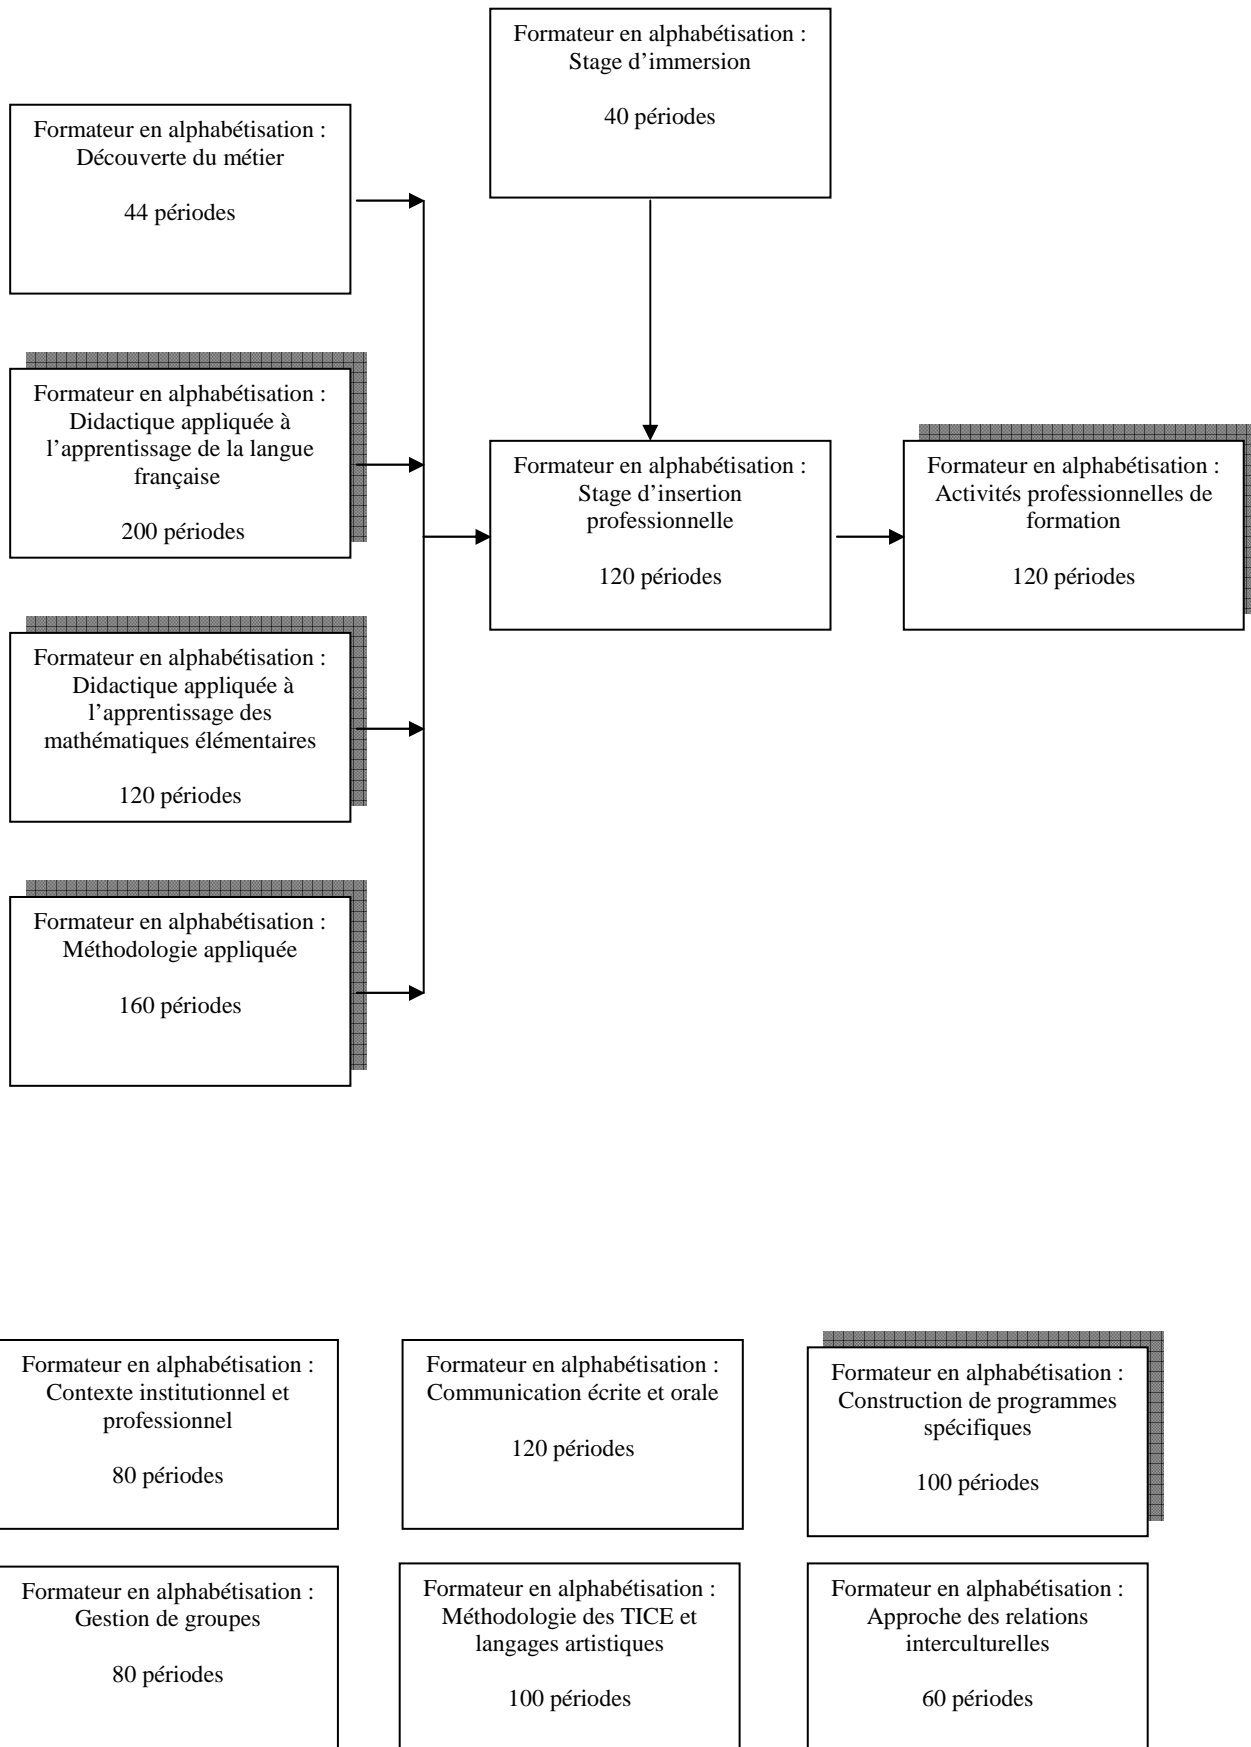 Formateur en alphabétisation :
Stage d’immersion
40 périodes
Formateur en alphabétisation :
Découverte du métier
44 périodes
Formateur en alphabétisation :
Didactique appliquée à
l’apprentissage de la langue
française
200 périodes
Formateur en alphabétisation :
Stage d’insertion
professionnelle
120 périodes
Formateur en alphabétisation :
Activités professionnelles de
formation
120 périodes
Formateur en alphabétisation :
Didactique appliquée à
l’apprentissage des
mathématiques élémentaires
120 périodes
Formateur en alphabétisation :
Méthodologie appliquée
160 périodes
Formateur en alphabétisation :
Contexte institutionnel et
professionnel
80 périodes
Formateur en alphabétisation :
Communication écrite et orale
120 périodes
Formateur en alphabétisation :
Construction de programmes
spécifiques
100 périodes
Formateur en alphabétisation :
Gestion de groupes
80 périodes
Formateur en alphabétisation :
Méthodologie des TICE et
langages artistiques
100 périodes
Formateur en alphabétisation :
Approche des relations
interculturelles
60 périodes